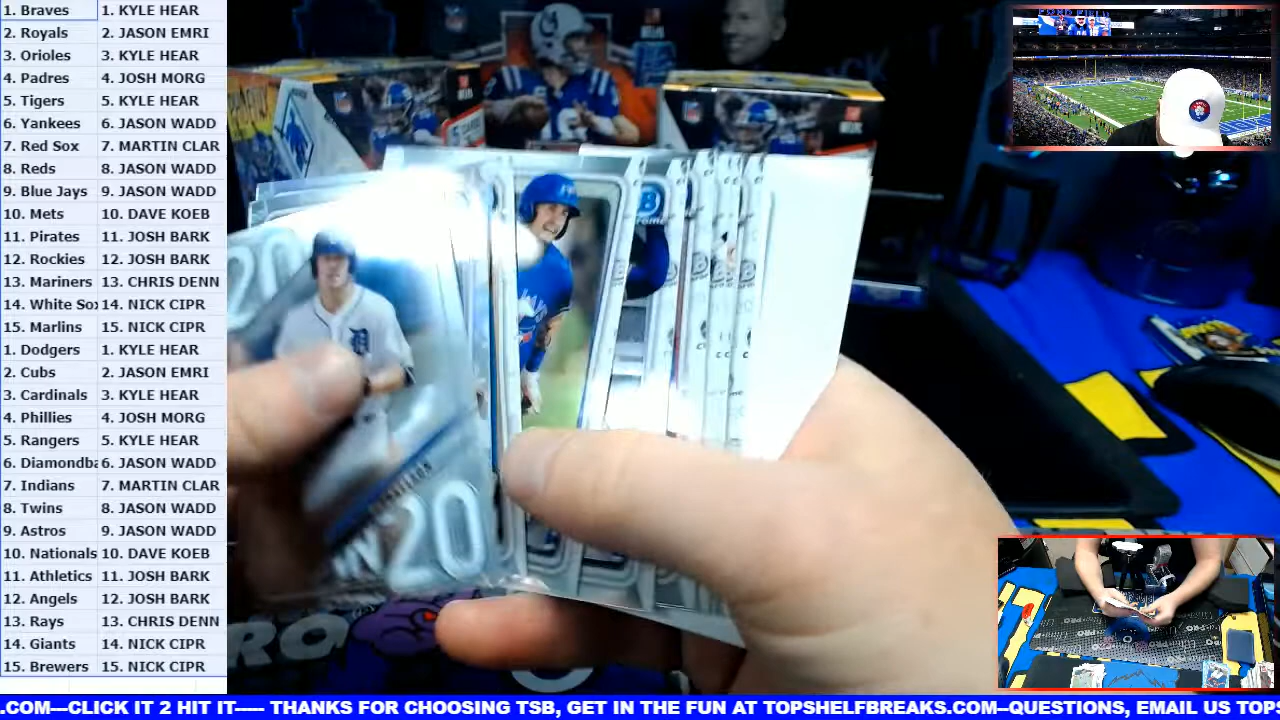 1. Braves 1. KYLE HEAR
2. Royals 2. JASON EMRI
3. Orioles 3. KYLE HEAR
4. Padres 4. JOSH MORG
5. Tigers 5. KYLE HEAR
6. Yankees 6. JASON WADD
7. Red Sox 7. MARTIN CLAR
8. Reds 8. JASON WADD
9. Blue Jays 9. JASON WADD
10. Mets 10. DAVE KOEB
11. Pirates 11. JOSH BARK
12. Rockies 12. JOSH BARK
13. Mariners 13. CHRIS DENN
14. White Sox 14. NICK CIPR
15. Marlins 15. NICK CIPR
1. Dodgers 1. KYLE HEAR
2. Cubs 2. JASON EMRI
3. Cardinals 3. KYLE HEAR
4. Phillies 4. JOSH MORG
5. Rangers 5. KYLE HEAR
6. Diamondba 6. JASON WADD
7. Indians 7. MARTIN CLAR
8. Twins 8. JASON WADD
9. Astros 9. JASON WADD
10. Nationals 10. DAVE KOEB
11. Athletics 11. JOSH BARK
12. Angels 12. JOSH BARK
13. Rays 13. CHRIS DENN
14. Giants 14. NICK CIPR
15. Brewers 15. NICK CIPR
20
20
.COM---CLICK IT 2 HIT IT----- THANKS FOR CHOOSING TSB, GET IN THE FUN AT TOPSHELFBREAKS.COM--QUESTIONS, EMAIL US TOPS